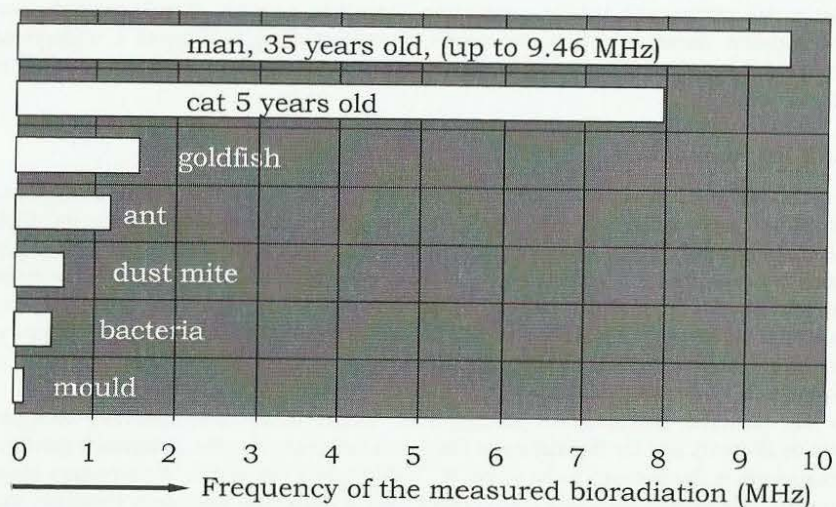 man, 35 years old, (up to 9.46 MHz)
cat 5 years old
goldfish
ant
dust mite
bacteria
mould
0 1 2 3 4 5 6 7 8 9 10
Frequency of the measured bioradiation (MHz)